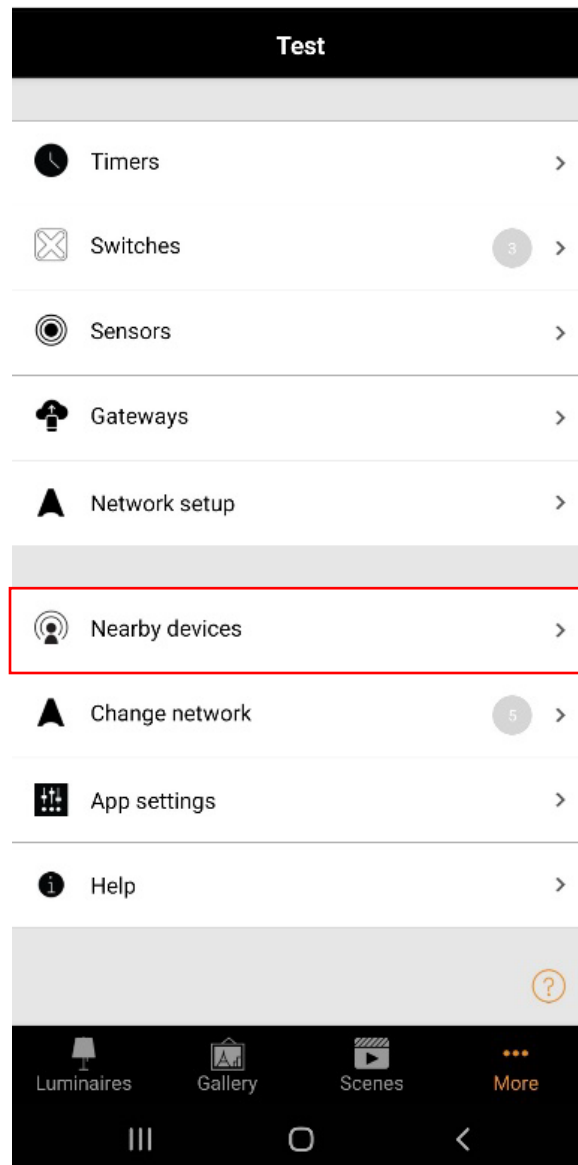 Test
Timers
Switches 3
Sensors
Gateways
Network setup
Nearby devices
Change network 5
App settings
Help
?
Luminaires Gallery Scenes More